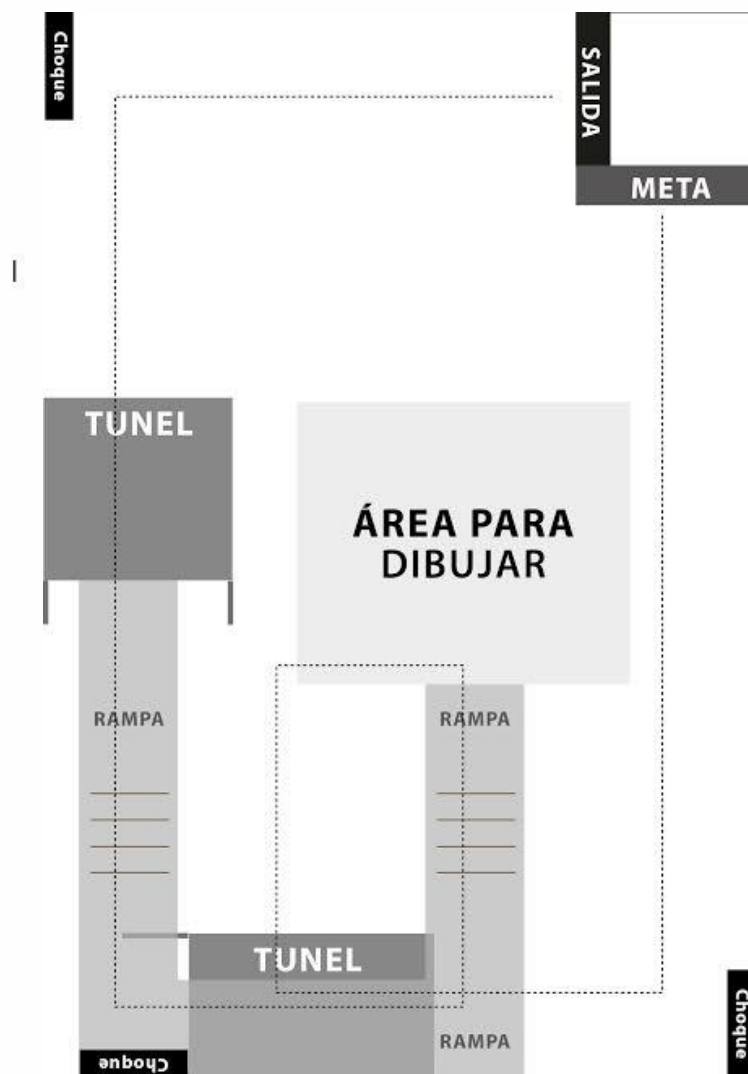 Choque
SALIDA
META
TUNEL
ÁREA PARA
DIBUJAR
RAMPA
RAMPA
TUNEL
RAMPA
Choque
Choque